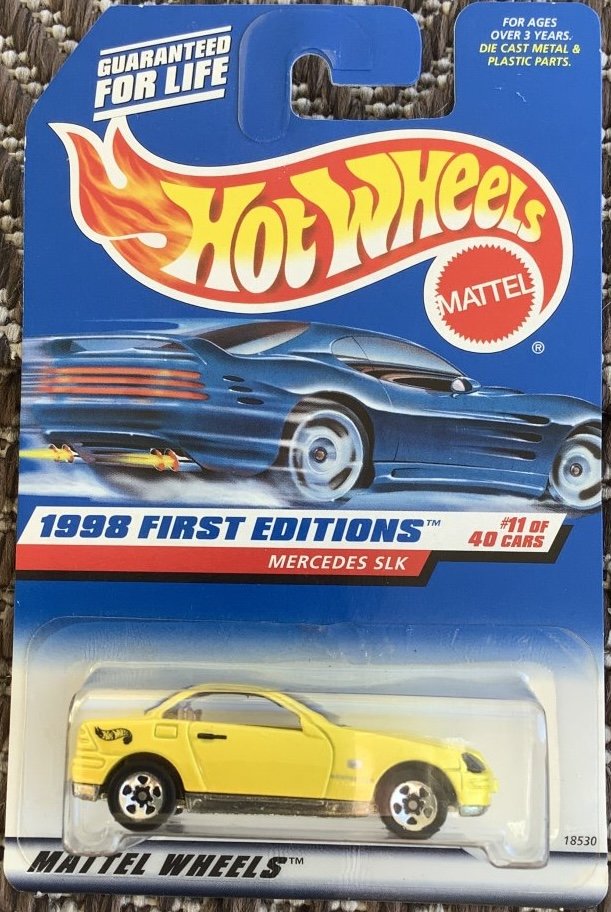 GUARANTEED
FOR LIFE
FOR AGES
OVER 3 YEARS.
DIE CAST METAL &
PLASTIC PARTS.
Hot Wheels
MATTEL
®
1998 FIRST EDITIONS™
#11 OF
40 CARS
MERCEDES SLK
18530
MATTEL WHEELS™